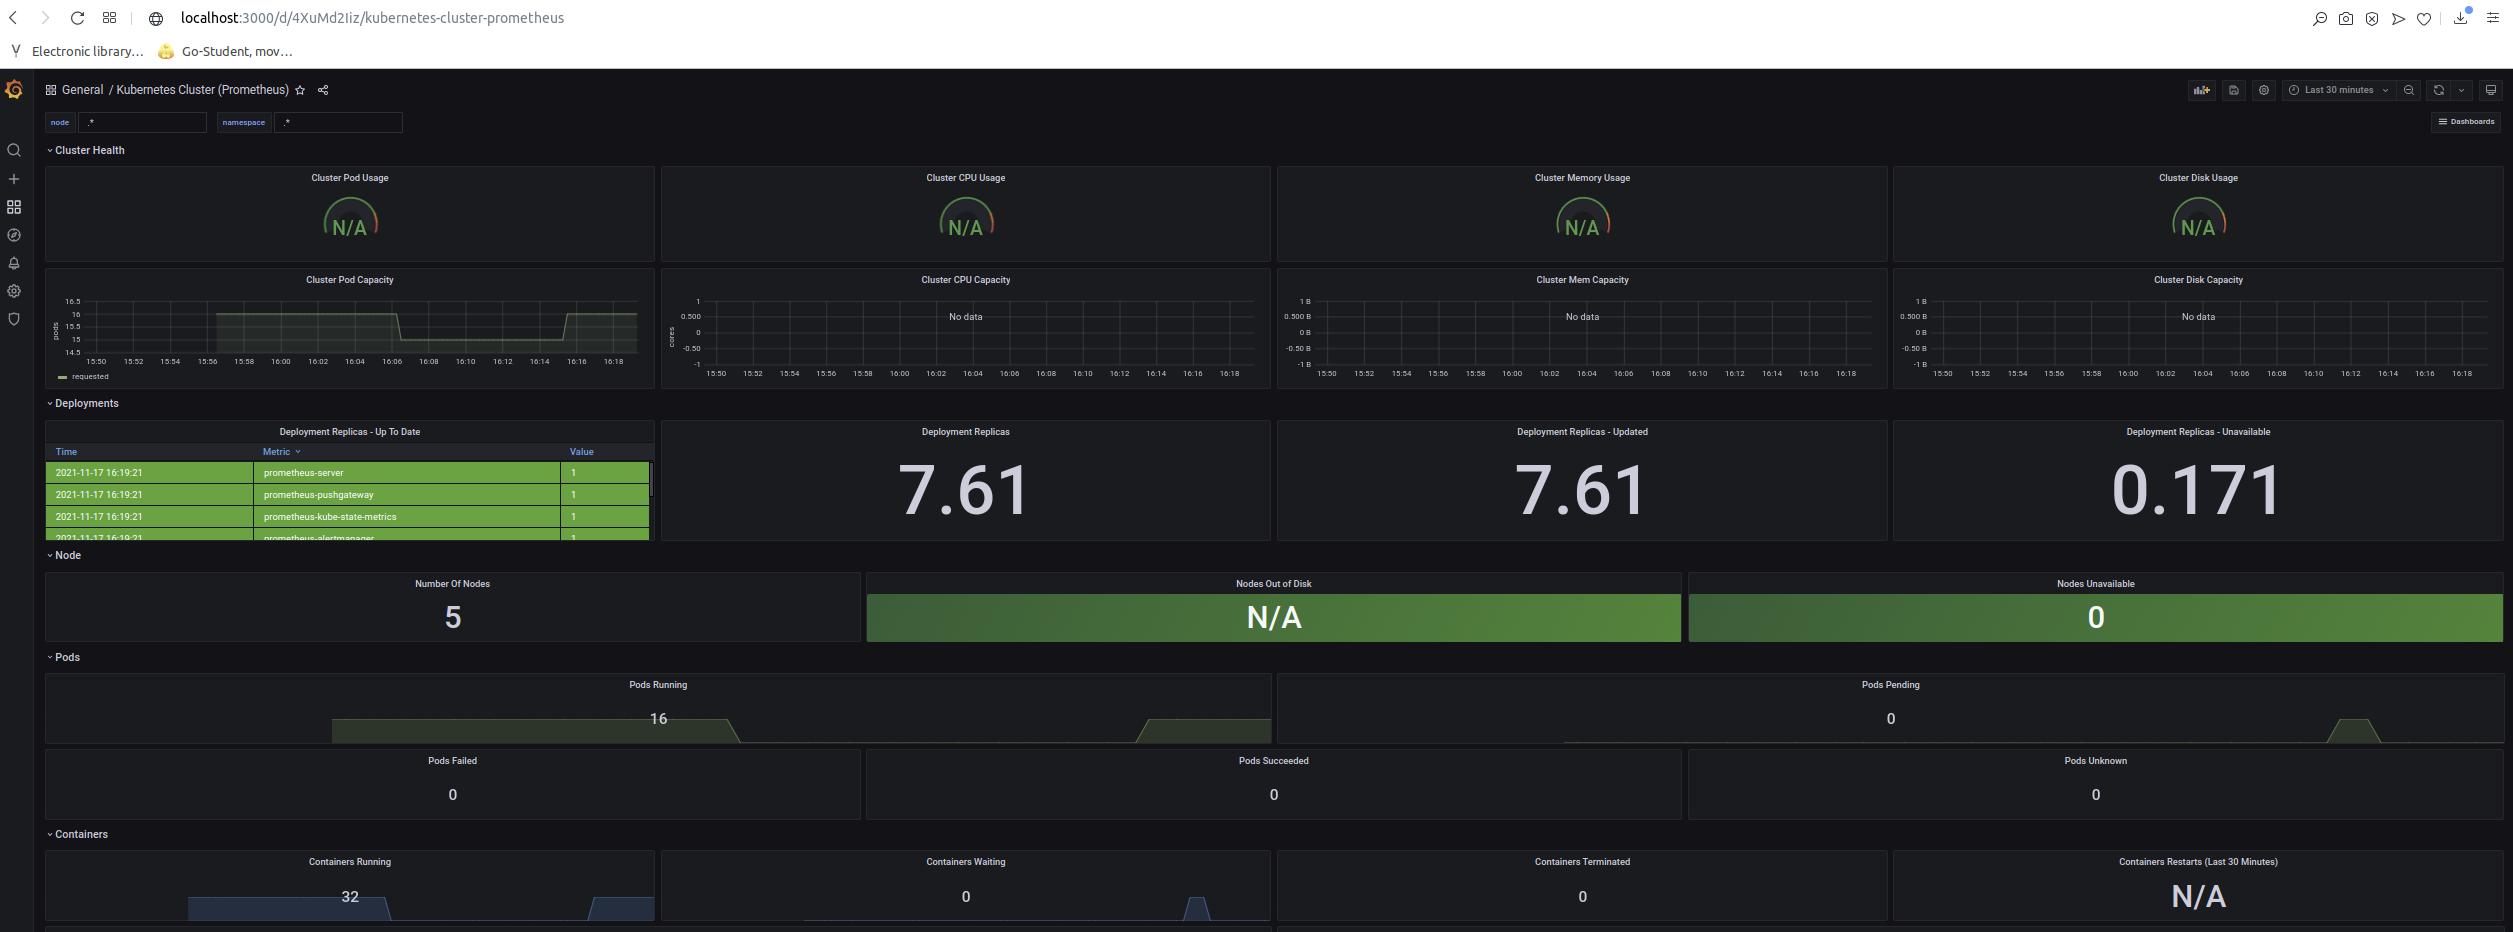 localhost:3000/d/4XuMd2Iiz/kubernetes-cluster-prometheus
Electronic library... Go-Student, mov...
General / Kubernetes Cluster (Prometheus)
Last 30 minutes
node .* namespace .*
Dashboards
Cluster Health
Cluster Pod Usage Cluster CPU Usage Cluster Memory Usage Cluster Disk Usage
N/A N/A N/A N/A
Cluster Pod Capacity Cluster CPU Capacity Cluster Mem Capacity Cluster Disk Capacity
pods
16.5
16
15.5
15
14.5
15:50 15:52 15:54 15:56 15:58 16:00 16:02 16:04 16:06 16:08 16:10 16:12 16:14 16:16 16:18
requested
cores
1
0.500
0
-0.50
-1
No data
15:50 15:52 15:54 15:56 15:58 16:00 16:02 16:04 16:06 16:08 16:10 16:12 16:14 16:16 16:18
1 B
0.500 B
0 B
-0.50 B
-1 B
No data
15:50 15:52 15:54 15:56 15:58 16:00 16:02 16:04 16:06 16:08 16:10 16:12 16:14 16:16 16:18
1 B
0.500 B
0 B
-0.50 B
-1 B
No data
15:50 15:52 15:54 15:56 15:58 16:00 16:02 16:04 16:06 16:08 16:10 16:12 16:14 16:16 16:18
Deployments
Deployment Replicas - Up To Date
Time Metric Value
2021-11-17 16:19:21 prometheus-server 1
2021-11-17 16:19:21 prometheus-pushgateway 1
2021-11-17 16:19:21 prometheus-kube-state-metrics 1
2021-11-17 16:19:21 prometheus-alertmanager 1
Deployment Replicas
7.61
Deployment Replicas - Updated
7.61
Deployment Replicas - Unavailable
0.171
Node
Number Of Nodes Nodes Out of Disk Nodes Unavailable
5 N/A 0
Pods
Pods Running Pods Pending
16 0
Pods Failed Pods Succeeded Pods Unknown
0 0 0
Containers
Containers Running Containers Waiting Containers Terminated Containers Restarts (Last 30 Minutes)
32 0 0 N/A